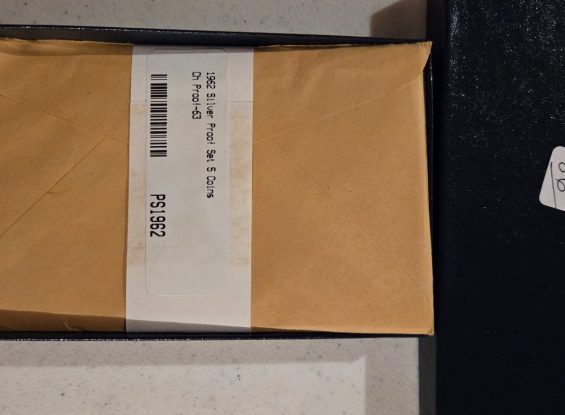 1962 Silver Proof Set 5 Coins
Ch Proof-63
PS1962